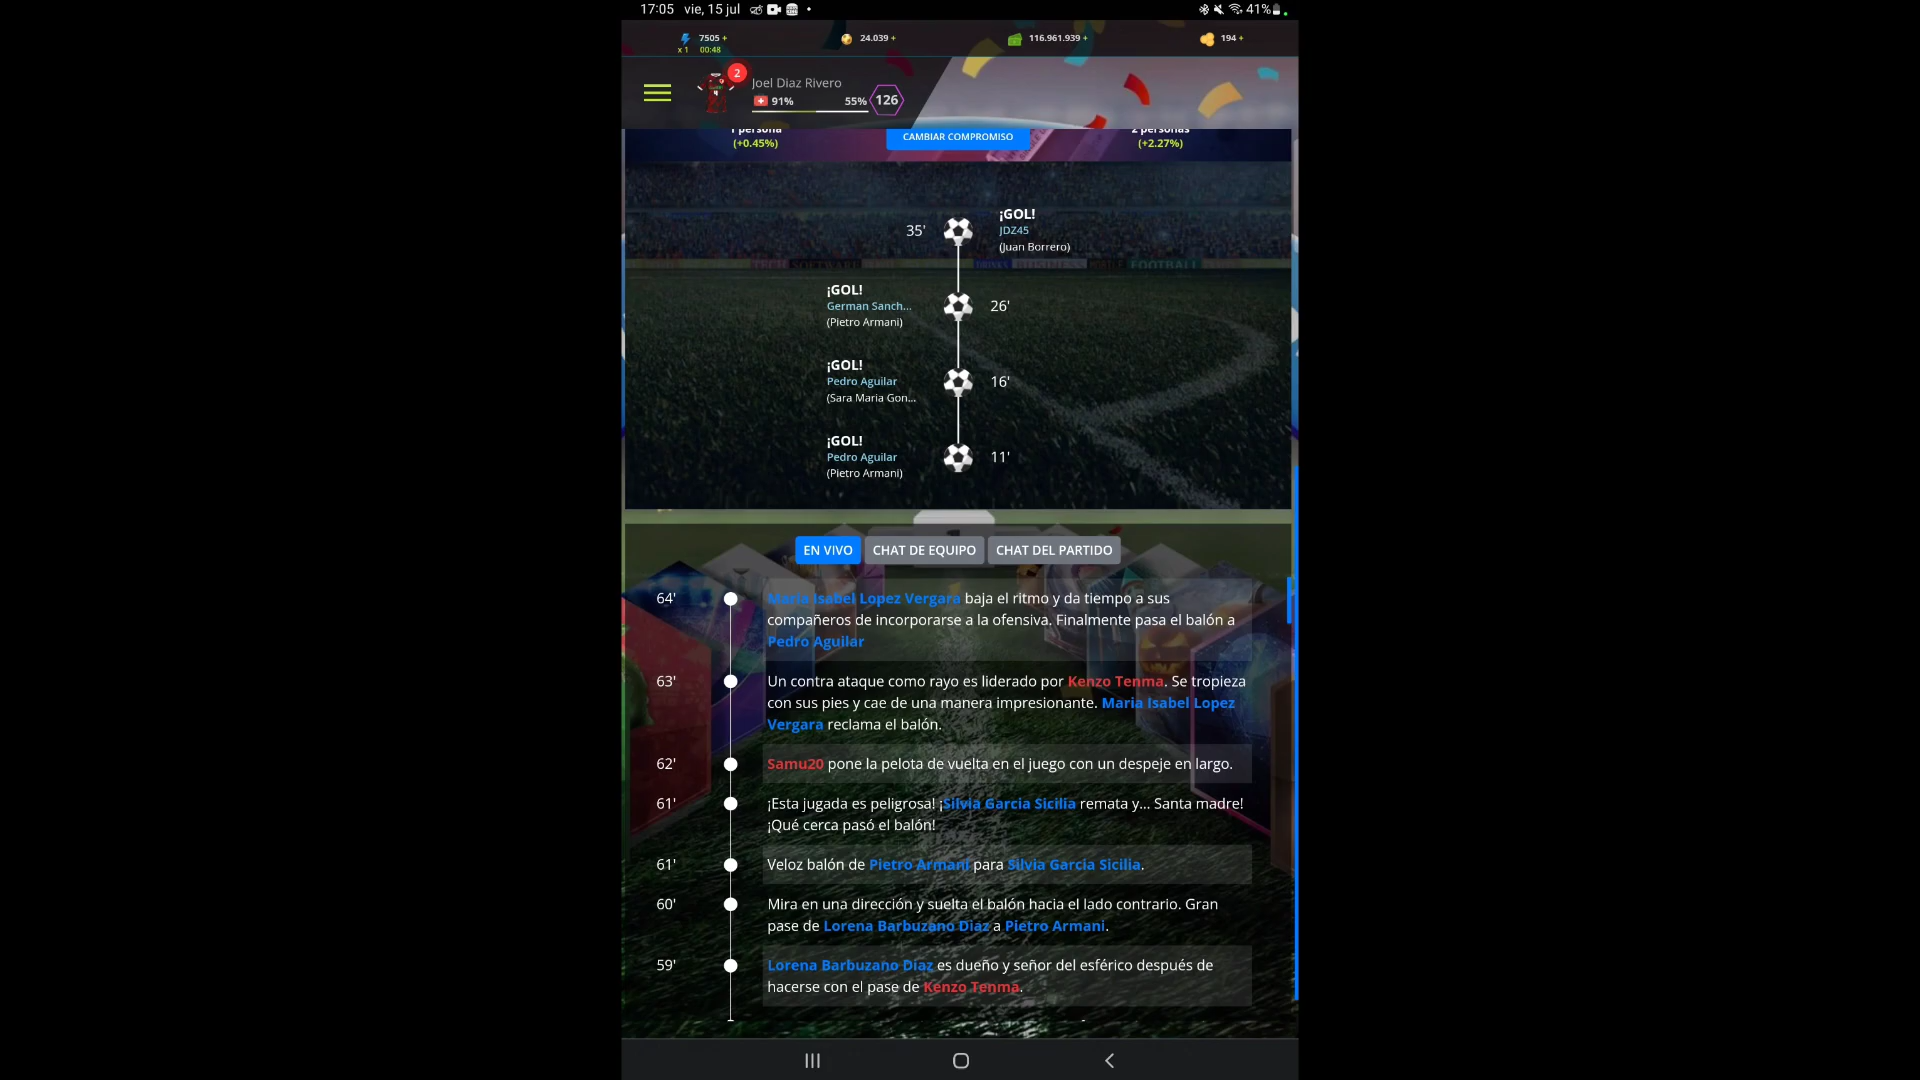 17:05 vie, 15 jul 41%
7505 + 24.039 + 116.961.939 + 194 +
x 1 00:48
2
Joel Diaz Rivero
91% 55% 126
1 persona CAMBIAR COMPROMISO 2 personas
(+0.45%) (+2.27%)
¡GOL!
35' JDZ45
(Juan Borrero)
¡GOL!
German Sanch... 26'
(Pietro Armani)
¡GOL!
Pedro Aguilar 16'
(Sara Maria Gon...
¡GOL!
Pedro Aguilar 11'
(Pietro Armani)
EN VIVO CHAT DE EQUIPO CHAT DEL PARTIDO
64' Maria Isabel Lopez Vergara baja el ritmo y da tiempo a sus
compañeros de incorporarse a la ofensiva. Finalmente pasa el balón a
Pedro Aguilar
63' Un contra ataque como rayo es liderado por Kenzo Tenma. Se tropieza
con sus pies y cae de una manera impresionante. Maria Isabel Lopez
Vergara reclama el balón.
62' Samu20 pone la pelota de vuelta en el juego con un despeje en largo.
61' ¡Esta jugada es peligrosa! ¡Silvia Garcia Sicilia remata y... Santa madre!
¡Qué cerca pasó el balón!
61' Veloz balón de Pietro Armani para Silvia Garcia Sicilia.
60' Mira en una dirección y suelta el balón hacia el lado contrario. Gran
pase de Lorena Barbuzano Diaz a Pietro Armani.
59' Lorena Barbuzano Diaz es dueño y señor del esférico después de
hacerse con el pase de Kenzo Tenma.